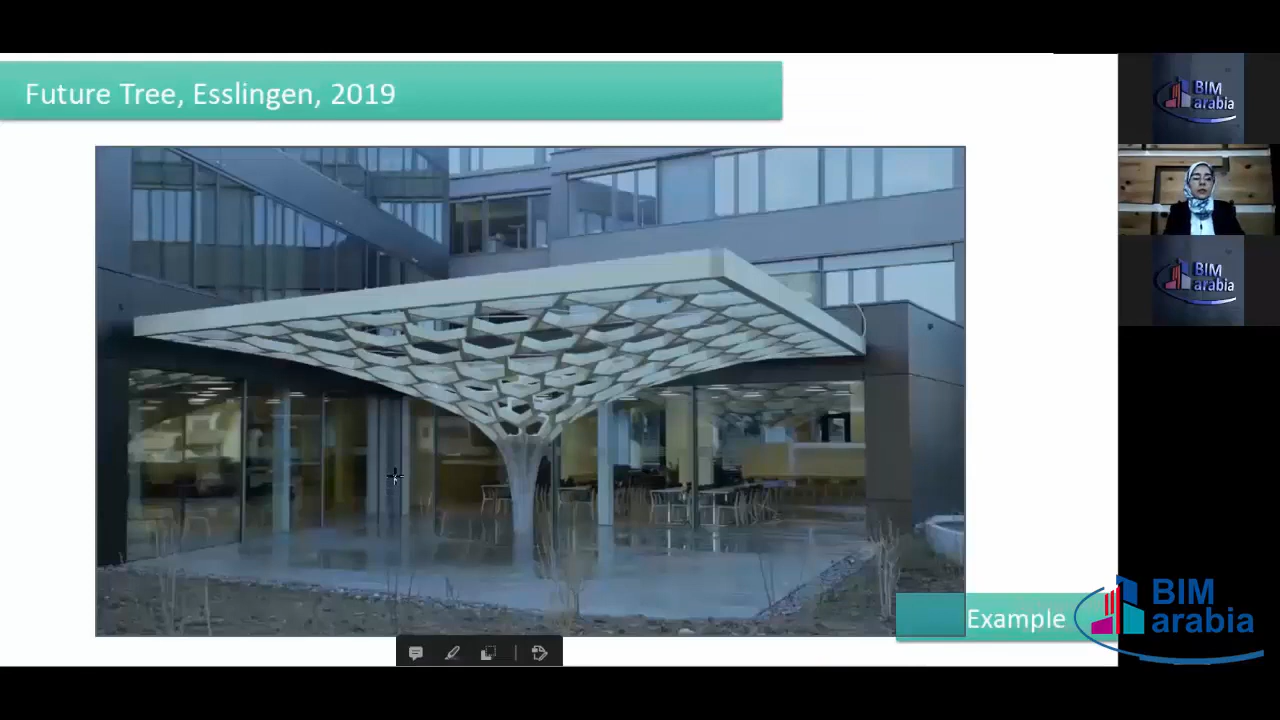 Future Tree, Esslingen, 2019
BIM
arabia
BIM
arabia
Example
BIM
arabia